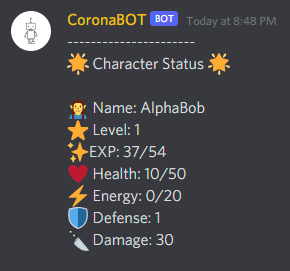 CoronaBOT BOT Today at 8:48 PM
---------------------
🌟 Character Status 🌟
🧝‍♂️ Name: AlphaBob
⭐ Level: 1
✨EXP: 37/54
❤️ Health: 10/50
⚡ Energy: 0/20
🛡️ Defense: 1
🔪 Damage: 30